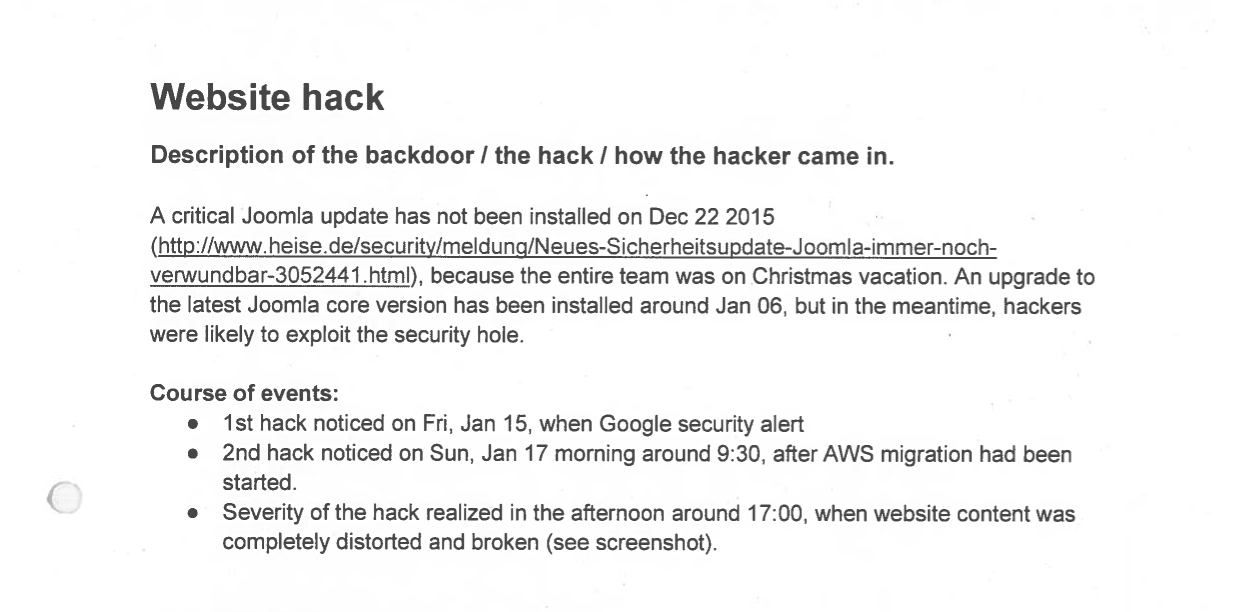 Website hack
Description of the backdoor / the hack / how the hacker came in.
A critical Joomla update has not been installed on Dec 22 2015
(http://www.heise.de/security/meldung/Neues-Sicherheitsupdate-Joomla-immer-noch-
verwundbar-3052441.html), because the entire team was on Christmas vacation. An upgrade to
the latest Joomla core version has been installed around Jan 06, but in the meantime, hackers
were likely to exploit the security hole.
Course of events:
● 1st hack noticed on Fri, Jan 15, when Google security alert
● 2nd hack noticed on Sun, Jan 17 morning around 9:30, after AWS migration had been
started.
● Severity of the hack realized in the afternoon around 17:00, when website content was
completely distorted and broken (see screenshot).